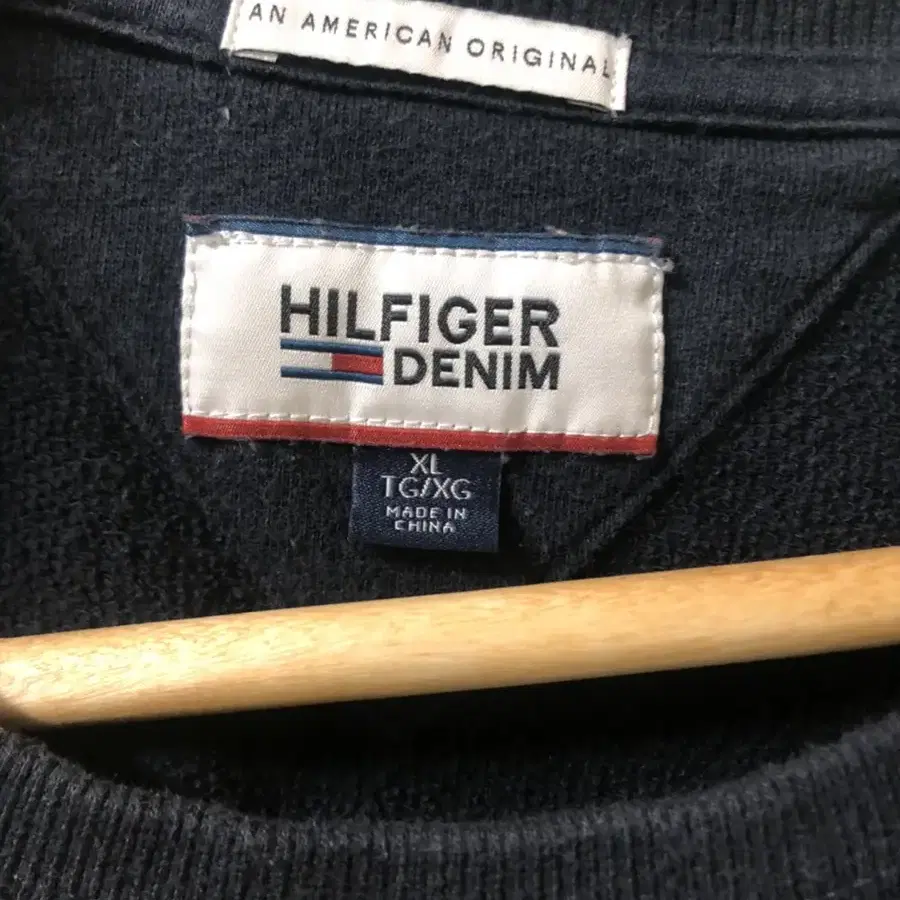 AN AMERICAN ORIGINAL
HILFIGER
DENIM
XL
TG/XG
MADE IN
CHINA